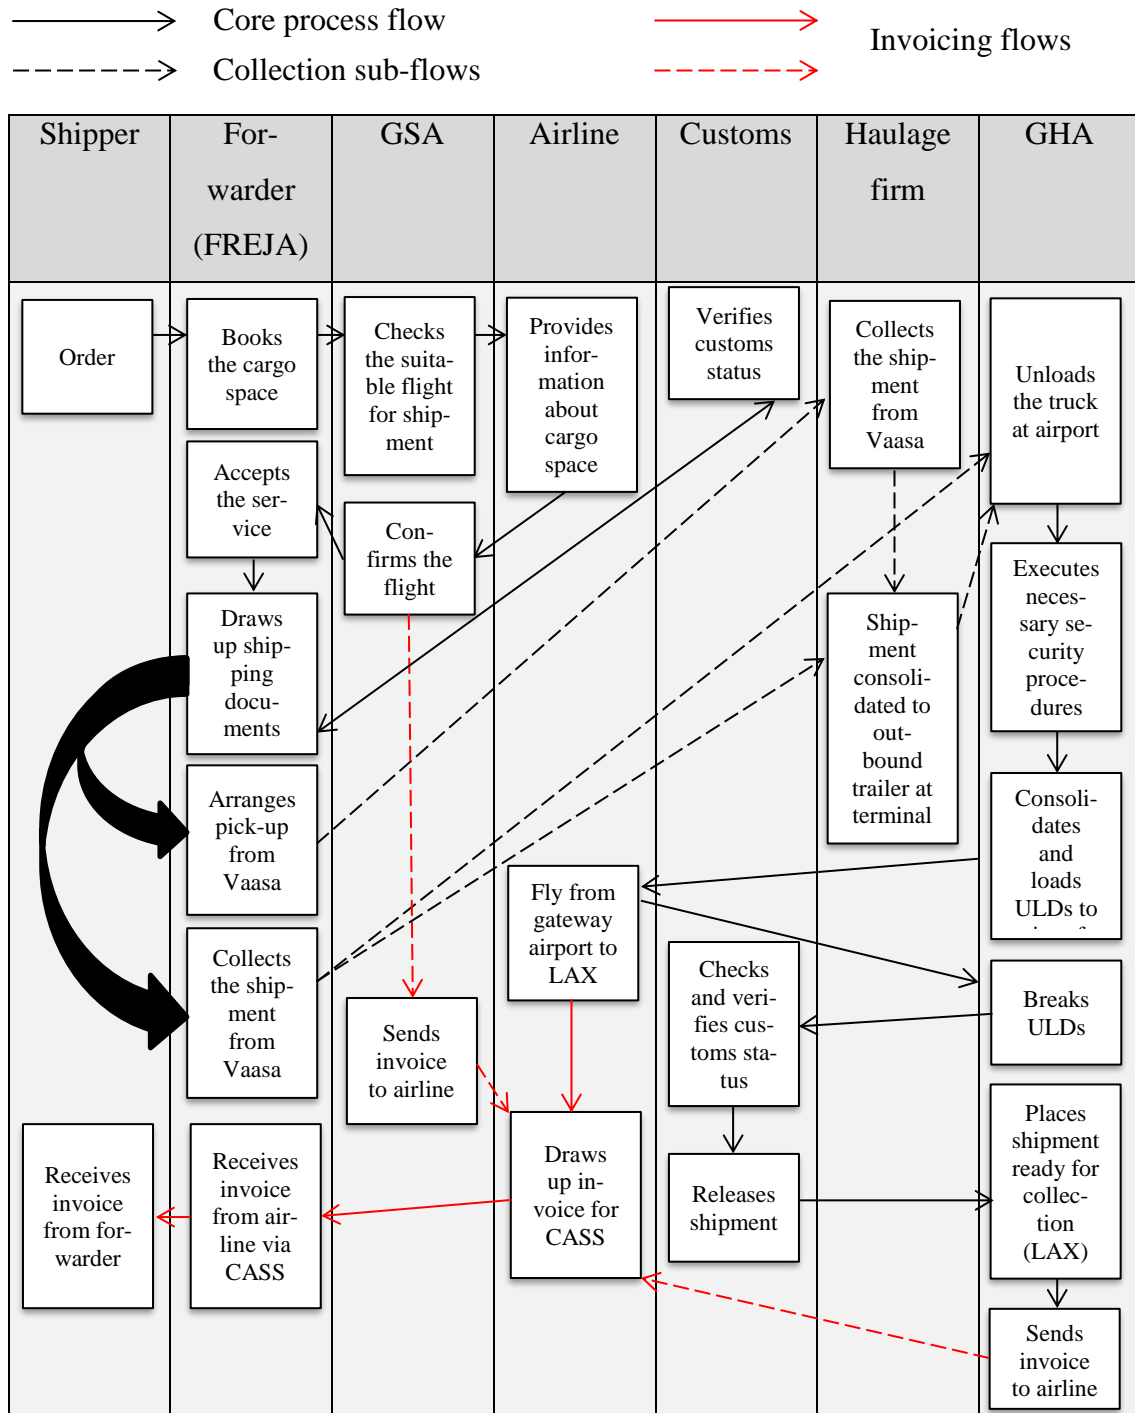 Core process flow
Collection sub-flows
Invoicing flows
Shipper
For-
warder
(FREJA)
GSA
Airline
Customs
Haulage
firm
GHA
Order
Books
the cargo
space
Checks
the suita-
ble flight
for ship-
ment
Provides
infor-
mation
about
cargo
space
Verifies
customs
status
Collects
the ship-
ment
from
Vaasa
Unloads
the truck
at airport
Accepts
the ser-
vice
Con-
firms the
flight
Executes
neces-
sary se-
curity
proce-
dures
Draws
up ship-
ping
docu-
ments
Ship-
ment
consoli-
dated to
out-
bound
trailer at
terminal
Arranges
pick-up
from
Vaasa
Consoli-
dates
and
loads
ULDs to
Fly from
gateway
airport to
LAX
Collects
the ship-
ment
from
Vaasa
Checks
and veri-
fies cus-
toms sta-
tus
Breaks
ULDs
Sends
invoice
to airline
Receives
invoice
from for-
warder
Receives
invoice
from air-
line via
CASS
Draws
up in-
voice for
CASS
Releases
shipment
Places
shipment
ready for
collec-
tion
(LAX)
Sends
invoice
to airline